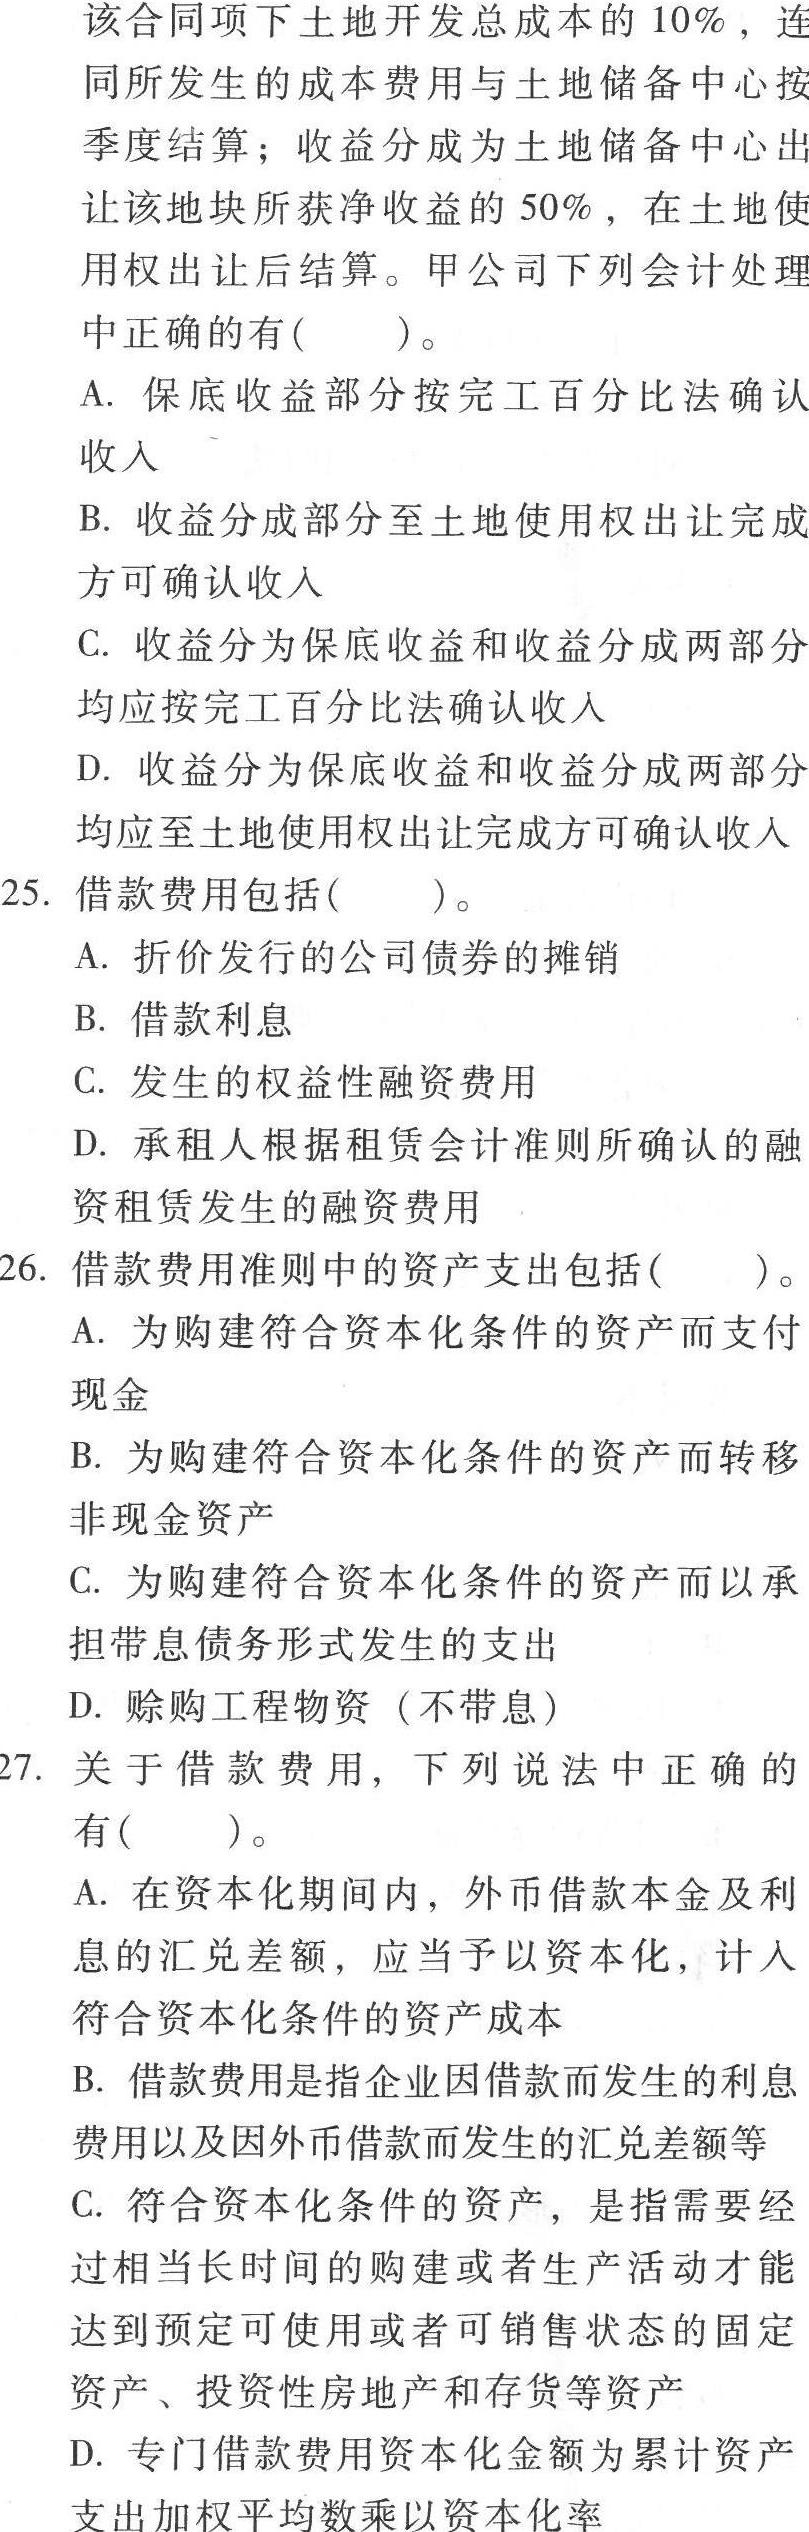 该合同项下土地开发总成本的10%，连
同所发生的成本费用与土地储备中心按
季度结算；收益分成为土地储备中心出
让该地块所获净收益的50%，在土地使
用权出让后结算。甲公司下列会计处理
中正确的有(　　)。
A. 保底收益部分按完工百分比法确认
收入
B. 收益分成部分至土地使用权出让完成
方可确认收入
C. 收益分为保底收益和收益分成两部分
均应按完工百分比法确认收入
D. 收益分为保底收益和收益分成两部分
均应至土地使用权出让完成方可确认收入
25. 借款费用包括(　　)。
A. 折价发行的公司债券的摊销
B. 借款利息
C. 发生的权益性融资费用
D. 承租人根据租赁会计准则所确认的融
资租赁发生的融资费用
26. 借款费用准则中的资产支出包括(　　)。
A. 为购建符合资本化条件的资产而支付
现金
B. 为购建符合资本化条件的资产而转移
非现金资产
C. 为购建符合资本化条件的资产而以承
担带息债务形式发生的支出
D. 赊购工程物资（不带息）
27. 关于借款费用，下列说法中正确的
有(　　)。
A. 在资本化期间内，外币借款本金及利
息的汇兑差额，应当予以资本化，计入
符合资本化条件的资产成本
B. 借款费用是指企业因借款而发生的利息
费用以及因外币借款而发生的汇兑差额等
C. 符合资本化条件的资产，是指需要经
过相当长时间的购建或者生产活动才能
达到预定可使用或者可销售状态的固定
资产、投资性房地产和存货等资产
D. 专门借款费用资本化金额为累计资产
支出加权平均数乘以资本化率